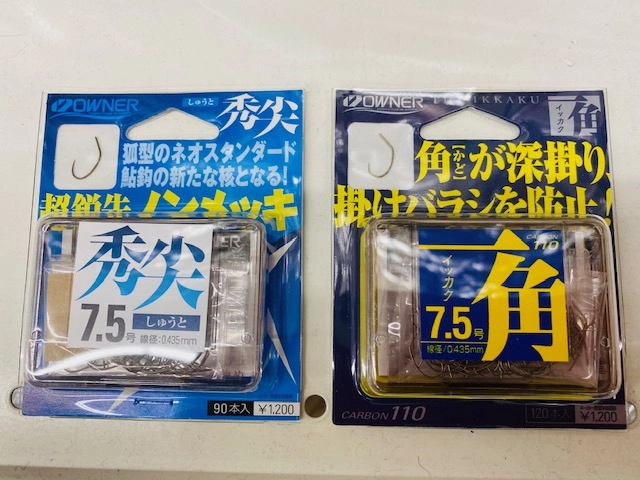 OWNER
しゅうと
秀尖
狐型のネオスタンダード
鮎鈎の新たな核となる!
超鋭先ノンメッキ
秀尖
7.5号
しゅうと
線径:0.435mm
90本入
¥1,200
OWNER
IKKAKU
一角
イッカク
角[かど]が深掛り、
掛けバラシを防止!
CARBON
110
一角
イッカク
7.5号
線径/0.435mm
CARBON 110
120本入
¥1,200